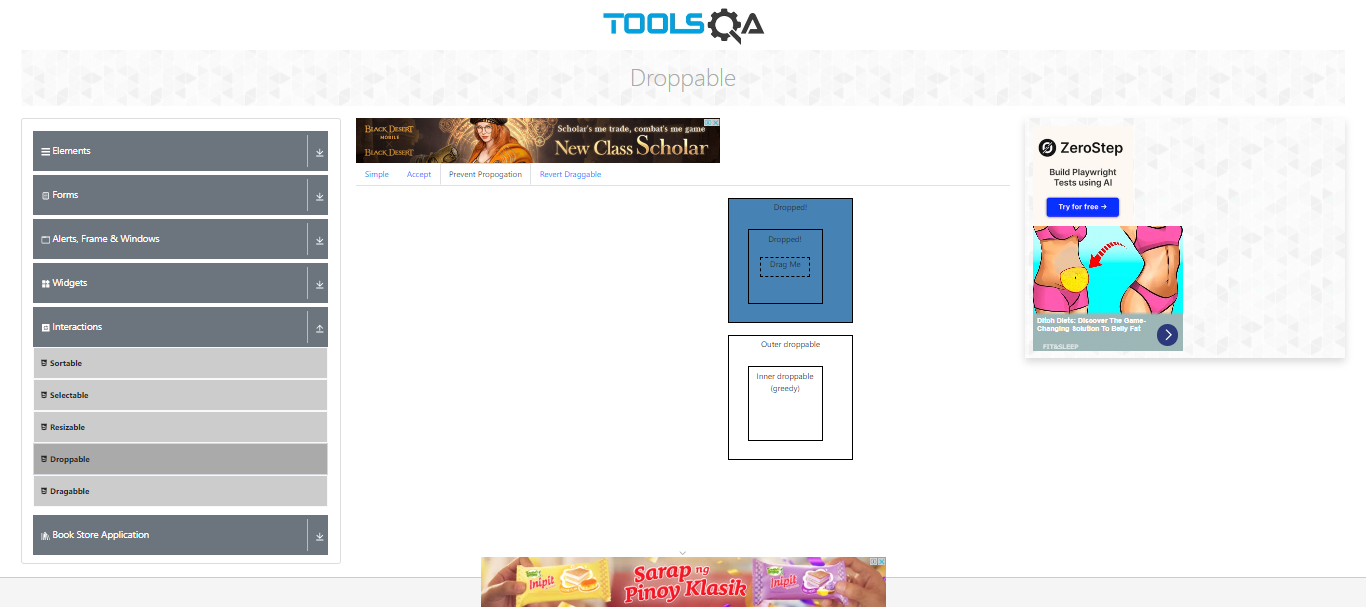 TOOLSQA
Droppable
Elements
Forms
Alerts, Frame & Windows
Widgets
Interactions
Sortable
Selectable
Resizable
Droppable
Dragabble
Book Store Application
BLACK DESERT
MOBILE
BLACK DESERT
Scholar's me trade, combat's me game
New Class Scholar
Simple
Accept
Prevent Propogation
Revert Draggable
Dropped!
Dropped!
Drag Me
Outer droppable
Inner droppable
(greedy)
ZeroStep
Build Playwright
Tests using AI
Try for free →
Ditch Diets: Discover The Game-
Changing Solution To Belly Fat
FIT&SLEEP
Inipit
Sarap ng
Pinoy Klasik
Inipit